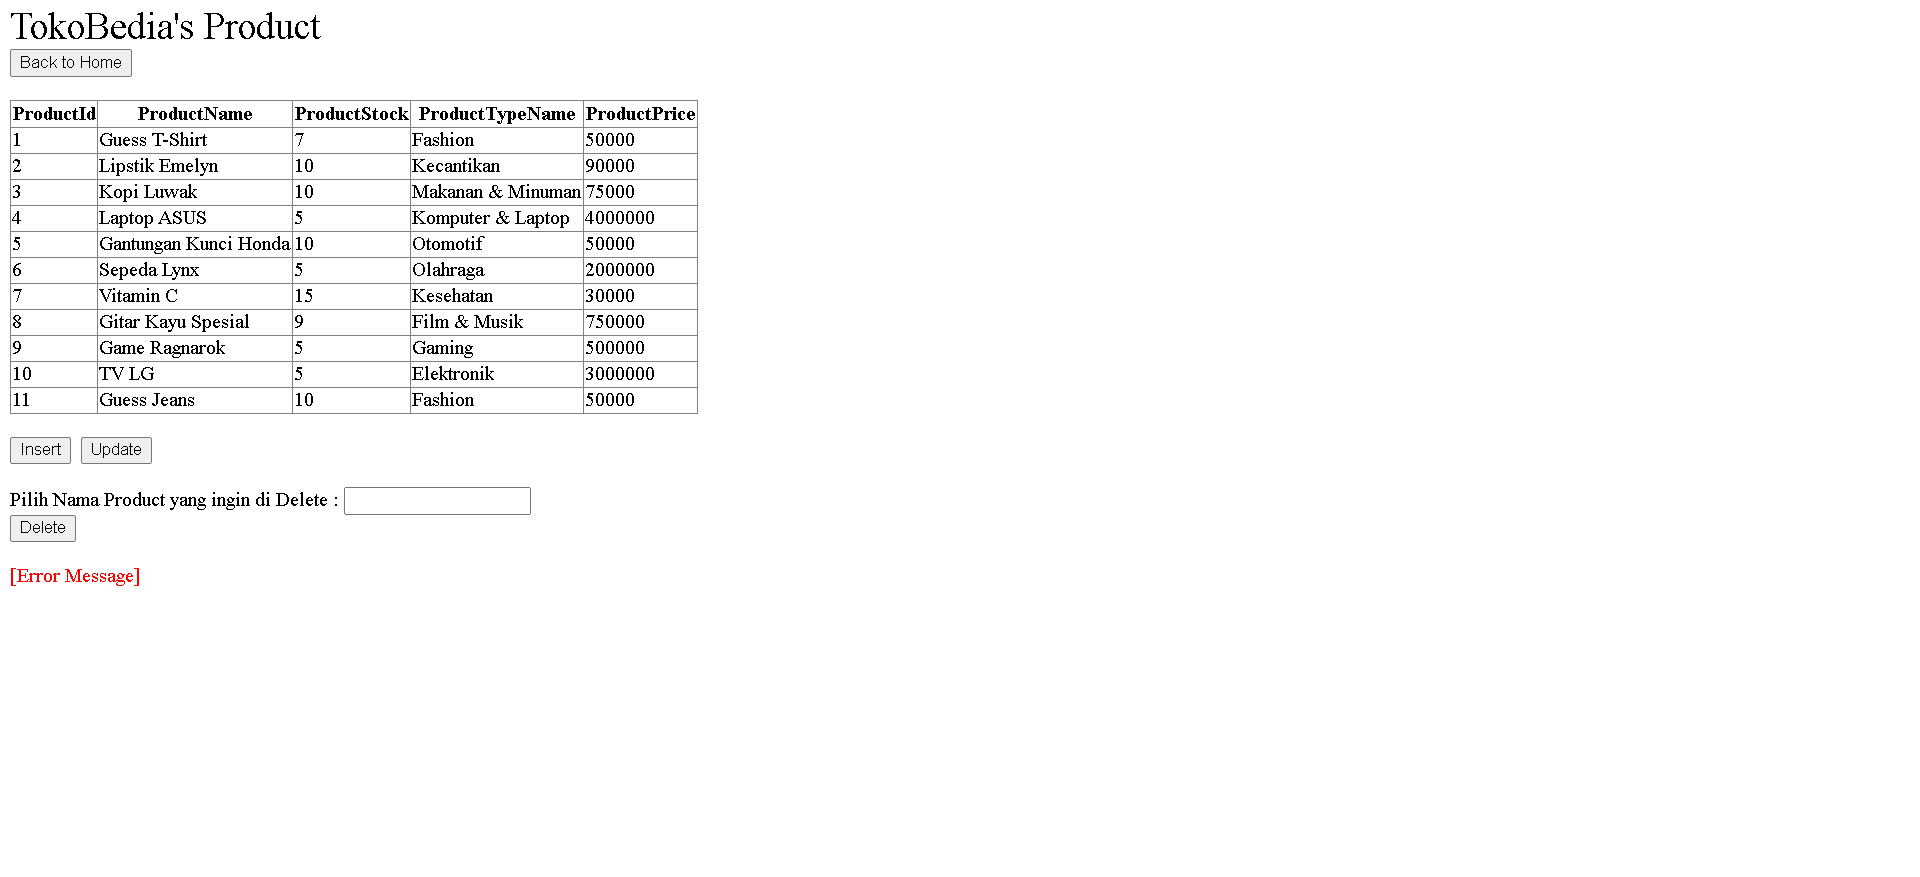 TokoBedia's Product
Back to Home
ProductId ProductName ProductStock ProductTypeName ProductPrice
1 Guess T-Shirt 7 Fashion 50000
2 Lipstik Emelyn 10 Kecantikan 90000
3 Kopi Luwak 10 Makanan & Minuman 75000
4 Laptop ASUS 5 Komputer & Laptop 4000000
5 Gantungan Kunci Honda 10 Otomotif 50000
6 Sepeda Lynx 5 Olahraga 2000000
7 Vitamin C 15 Kesehatan 30000
8 Gitar Kayu Spesial 9 Film & Musik 750000
9 Game Ragnarok 5 Gaming 500000
10 TV LG 5 Elektronik 3000000
11 Guess Jeans 10 Fashion 50000
Insert Update
Pilih Nama Product yang ingin di Delete :
Delete
[Error Message]